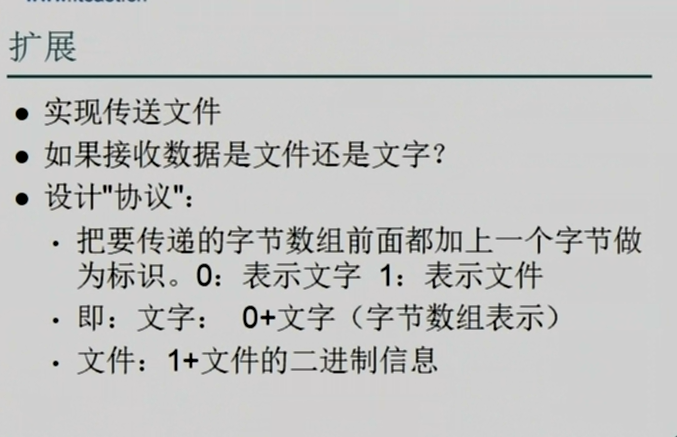 扩展
● 实现传送文件
● 如果接收数据是文件还是文字？
● 设计"协议"：
· 把要传递的字节数组前面都加上一个字节做
为标识。0：表示文字 1：表示文件
· 即：文字： 0+文字（字节数组表示）
· 文件：1+文件的二进制信息